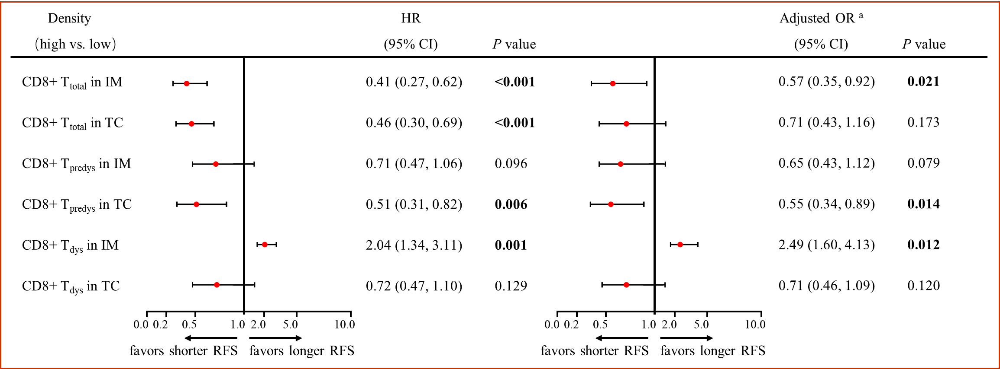 Density HR Adjusted OR a
(high vs. low) (95% CI) P value (95% CI) P value
CD8+ Ttotal in IM 0.41 (0.27, 0.62) <0.001 0.57 (0.35, 0.92) 0.021
CD8+ Ttotal in TC 0.46 (0.30, 0.69) <0.001 0.71 (0.43, 1.16) 0.173
CD8+ Tpredys in IM 0.71 (0.47, 1.06) 0.096 0.65 (0.43, 1.12) 0.079
CD8+ Tpredys in TC 0.51 (0.31, 0.82) 0.006 0.55 (0.34, 0.89) 0.014
CD8+ Tdys in IM 2.04 (1.34, 3.11) 0.001 2.49 (1.60, 4.13) 0.012
CD8+ Tdys in TC 0.72 (0.47, 1.10) 0.129 0.71 (0.46, 1.09) 0.120
0.0 0.2 0.5 1.0 2.0 5.0 10.0 0.0 0.2 0.5 1.0 2.0 5.0 10.0
favors shorter RFS favors longer RFS favors shorter RFS favors longer RFS